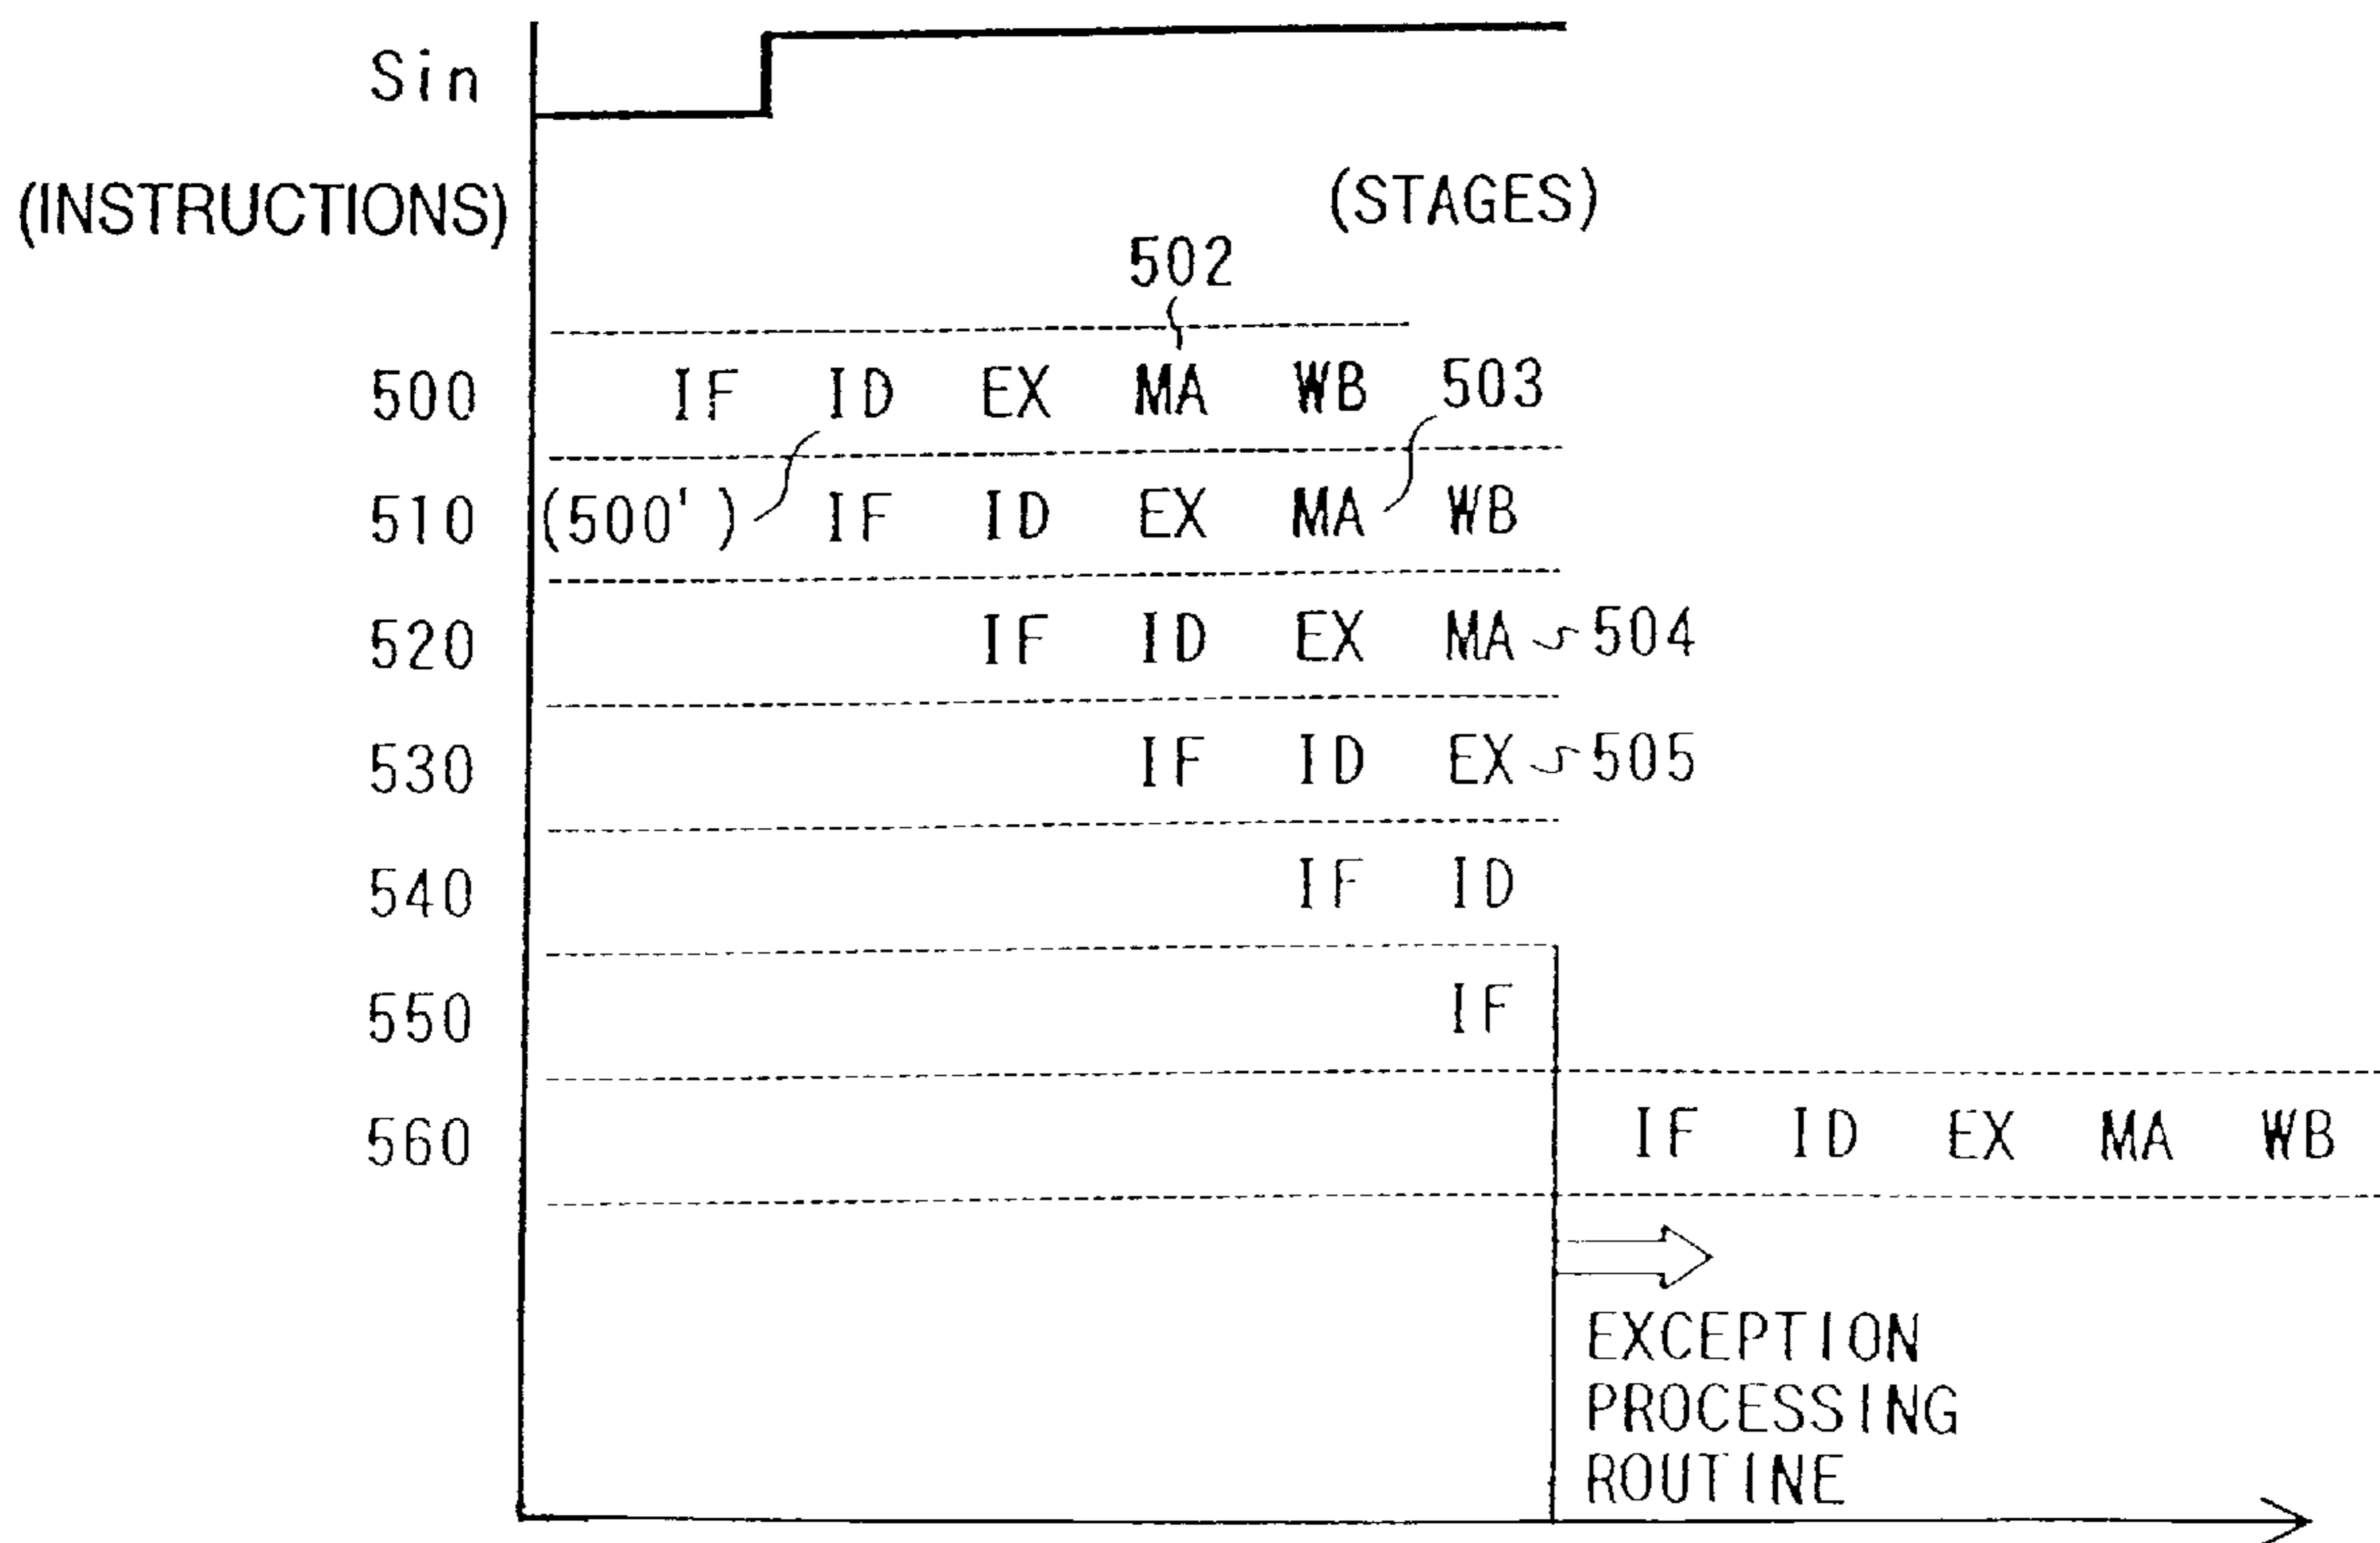 Sin
(INSTRUCTIONS) (STAGES)
502
500 IF ID EX MA WB 503
510 (500') IF ID EX MA WB
520 IF ID EX MA 504
530 IF ID EX 505
540 IF ID
550 IF
560 IF ID EX MA WB
EXCEPTION
PROCESSING
ROUTINE